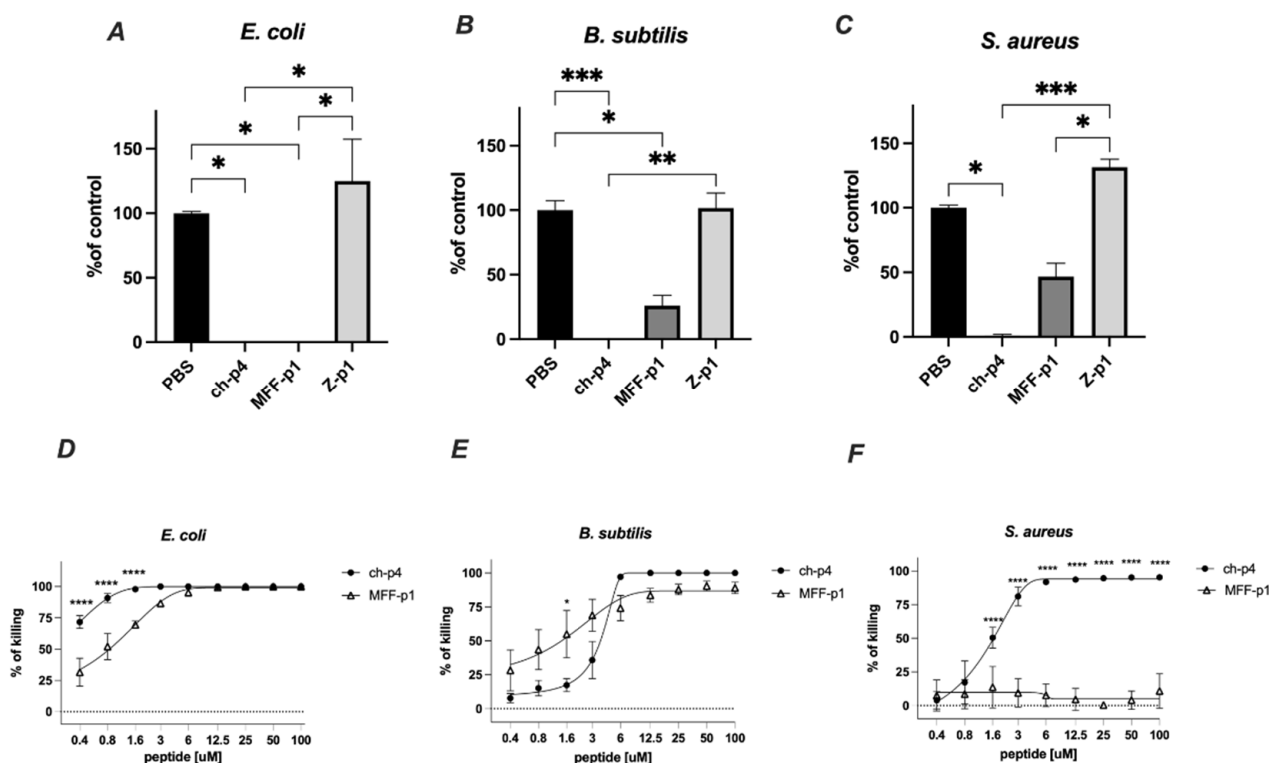 A
E. coli
*
*
*
*
%of control
150
100
50
0
PBS
ch-p4
MFF-p1
Z-p1
B
B. subtilis
***
*
**
%of control
150
100
50
0
PBS
ch-p4
MFF-p1
Z-p1
C
S. aureus
***
*
*
%of control
150
100
50
0
PBS
ch-p4
MFF-p1
Z-p1
D
E. coli
ch-p4
MFF-p1
**** **** ****
% of killing
100
75
50
25
0
0.4 0.8 1.6 3 6 12.5 25 50 100
peptide [uM]
E
B. subtilis
ch-p4
MFF-p1
*
% of killing
100
75
50
25
0
0.4 0.8 1.6 3 6 12.5 25 50 100
peptide [uM]
F
S. aureus
ch-p4
MFF-p1
**** **** **** **** **** **** ****
% of killing
100
75
50
25
0
0.4 0.8 1.6 3 6 12.5 25 50 100
peptide [uM]